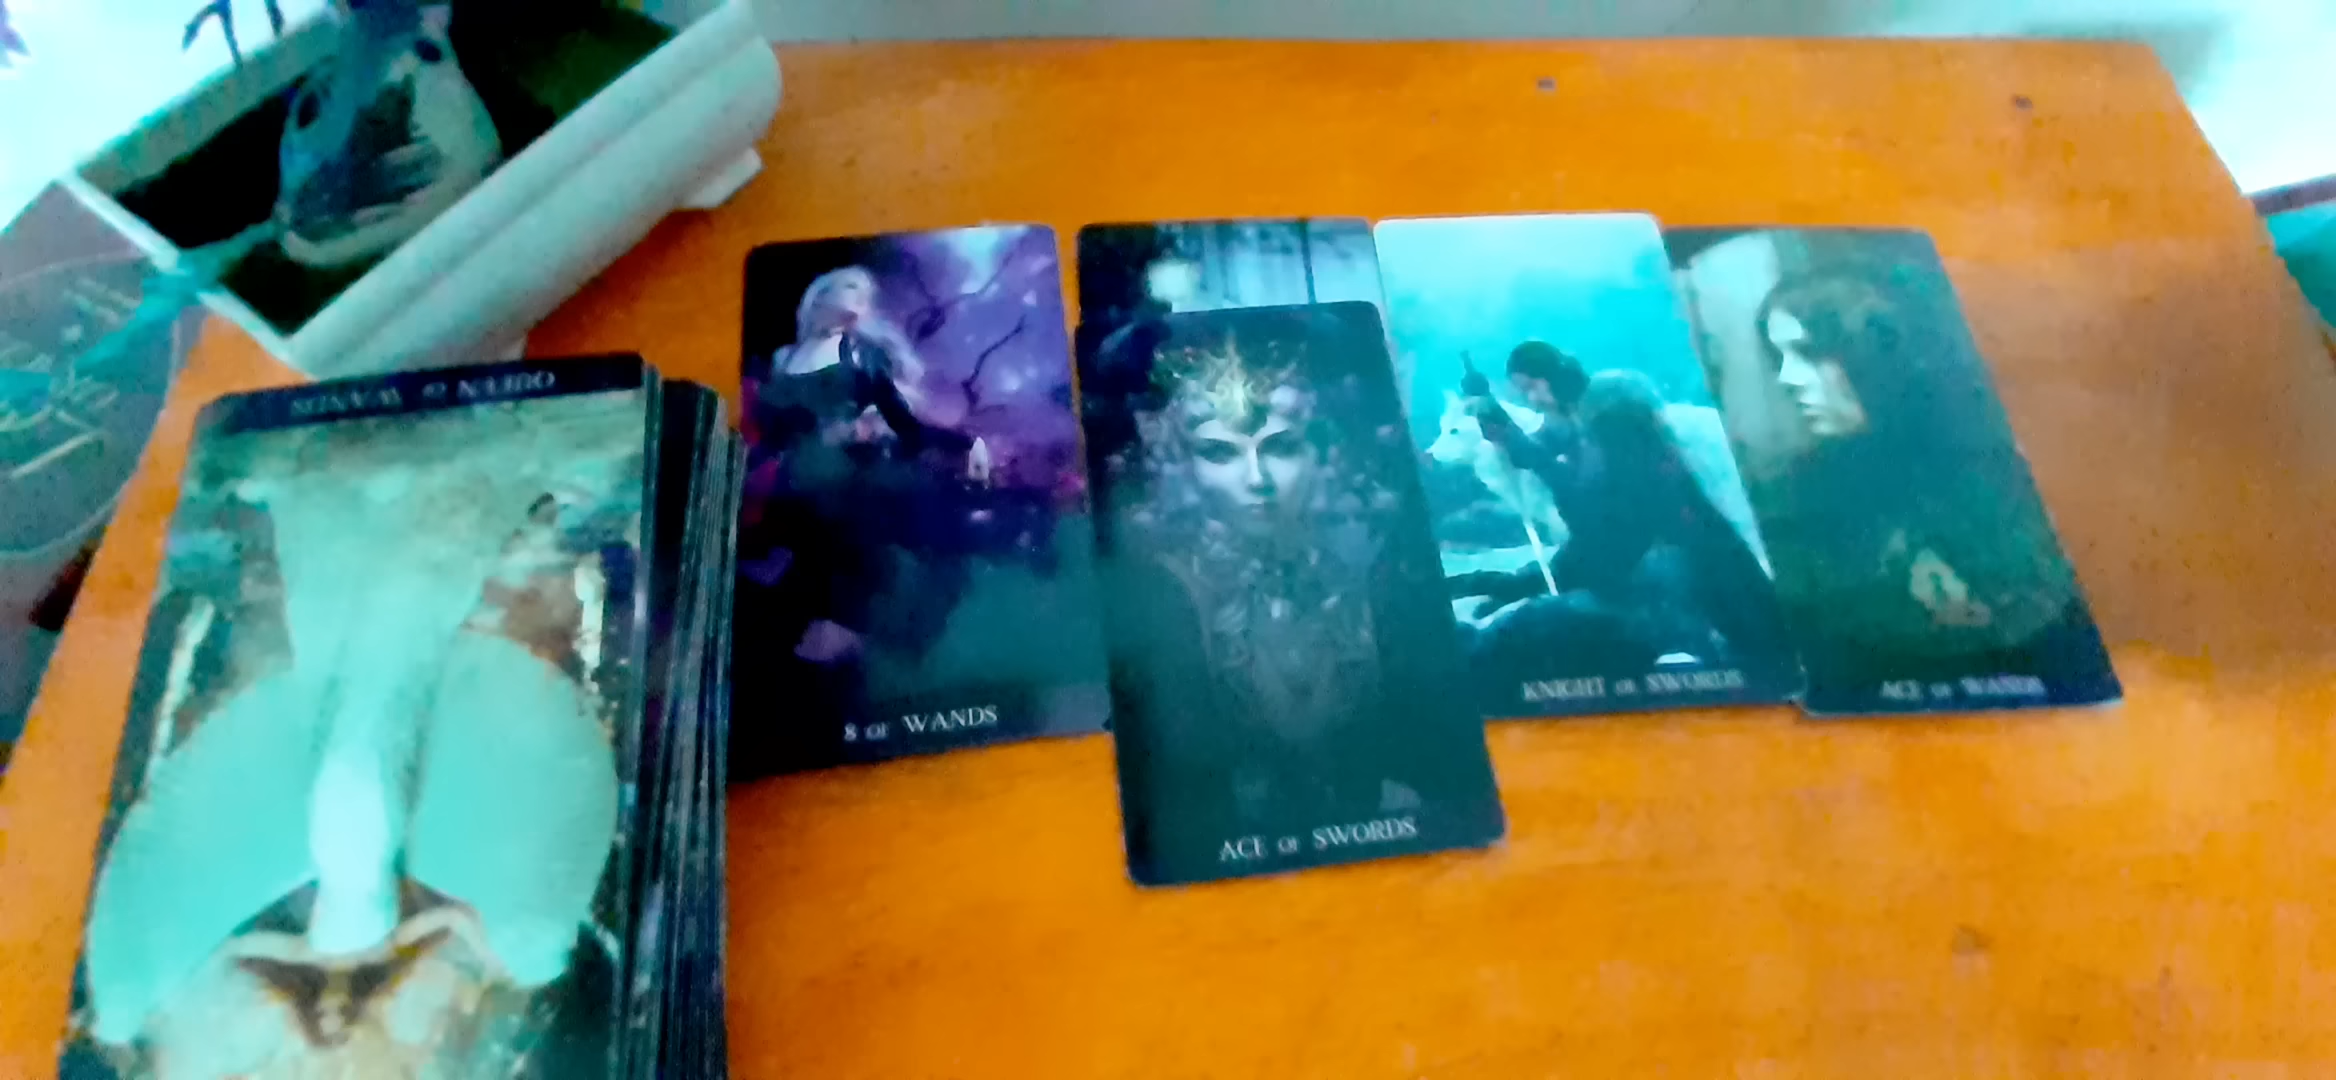 QUEEN OF WANDS
8 OF WANDS
ACE OF SWORDS
KNIGHT OF SWORDS
ACE OF WANDS